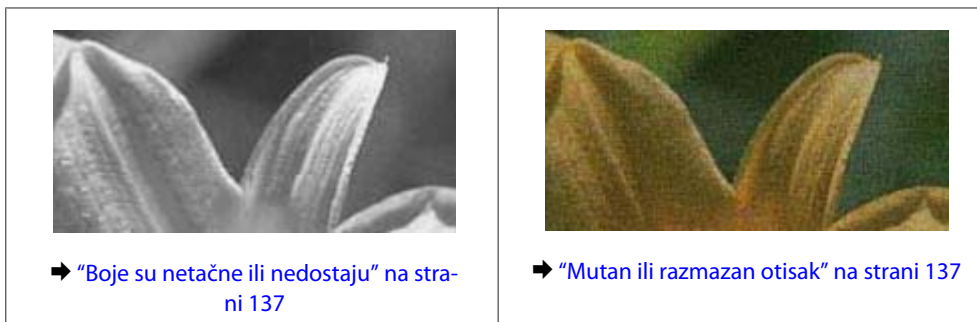 ➡ “Boje su netačne ili nedostaju” na stra-
ni 137
➡ “Mutan ili razmazan otisak” na strani 137